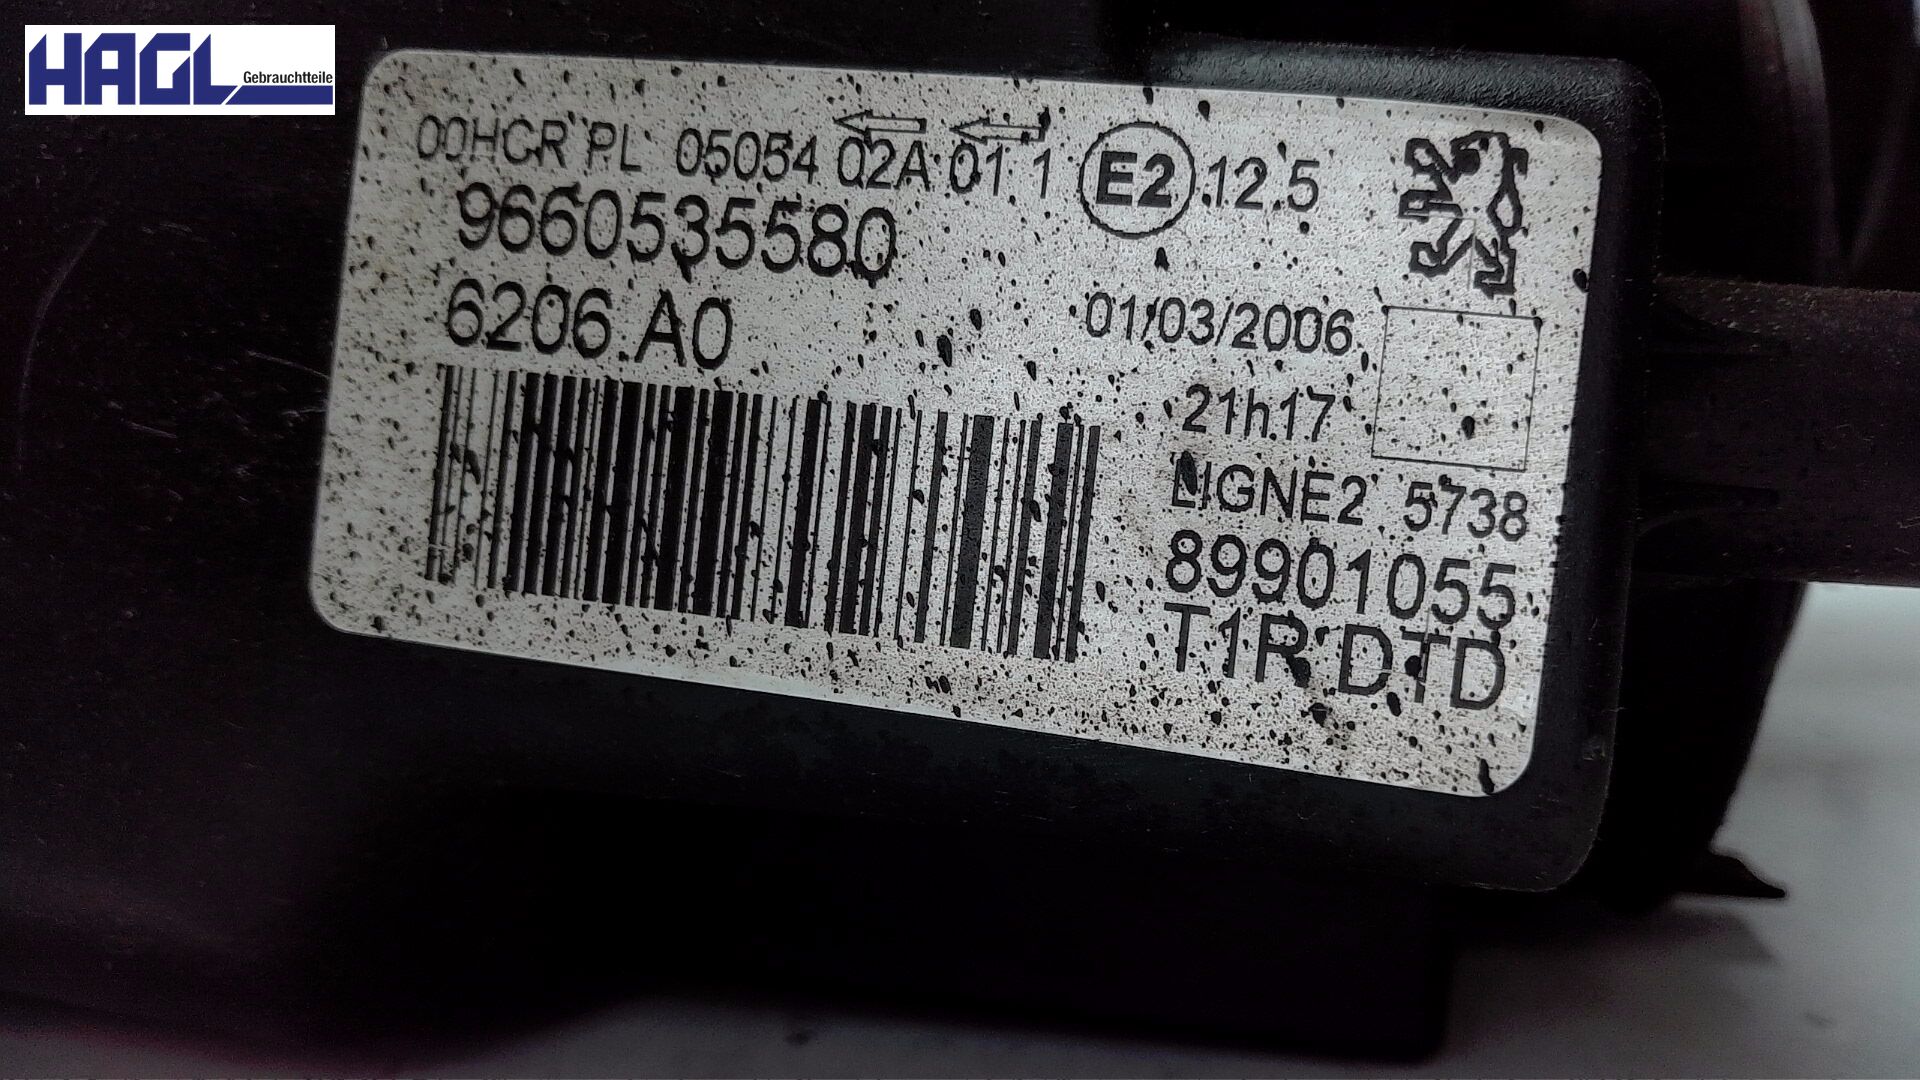 HAGL Gebrauchtteile
00HCR PL 05054 02A 01 1 E2 .12.5
9660535580
6206.A0
01/03/2006
21h17
LIGNE2 5738
89901055
T1R DTD